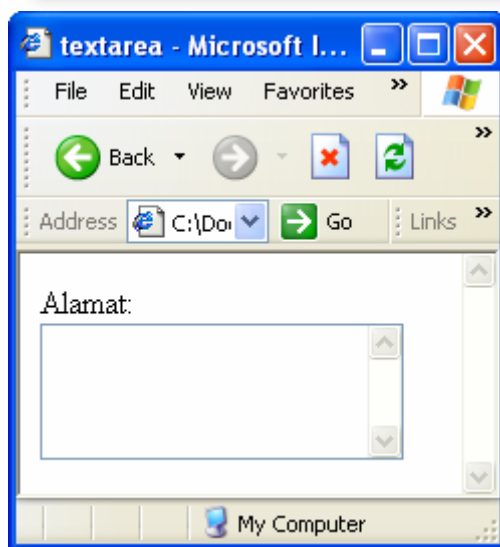 textarea - Microsoft I...
File Edit View Favorites »
Back »
Address C:\Do Go Links »
Alamat:
My Computer